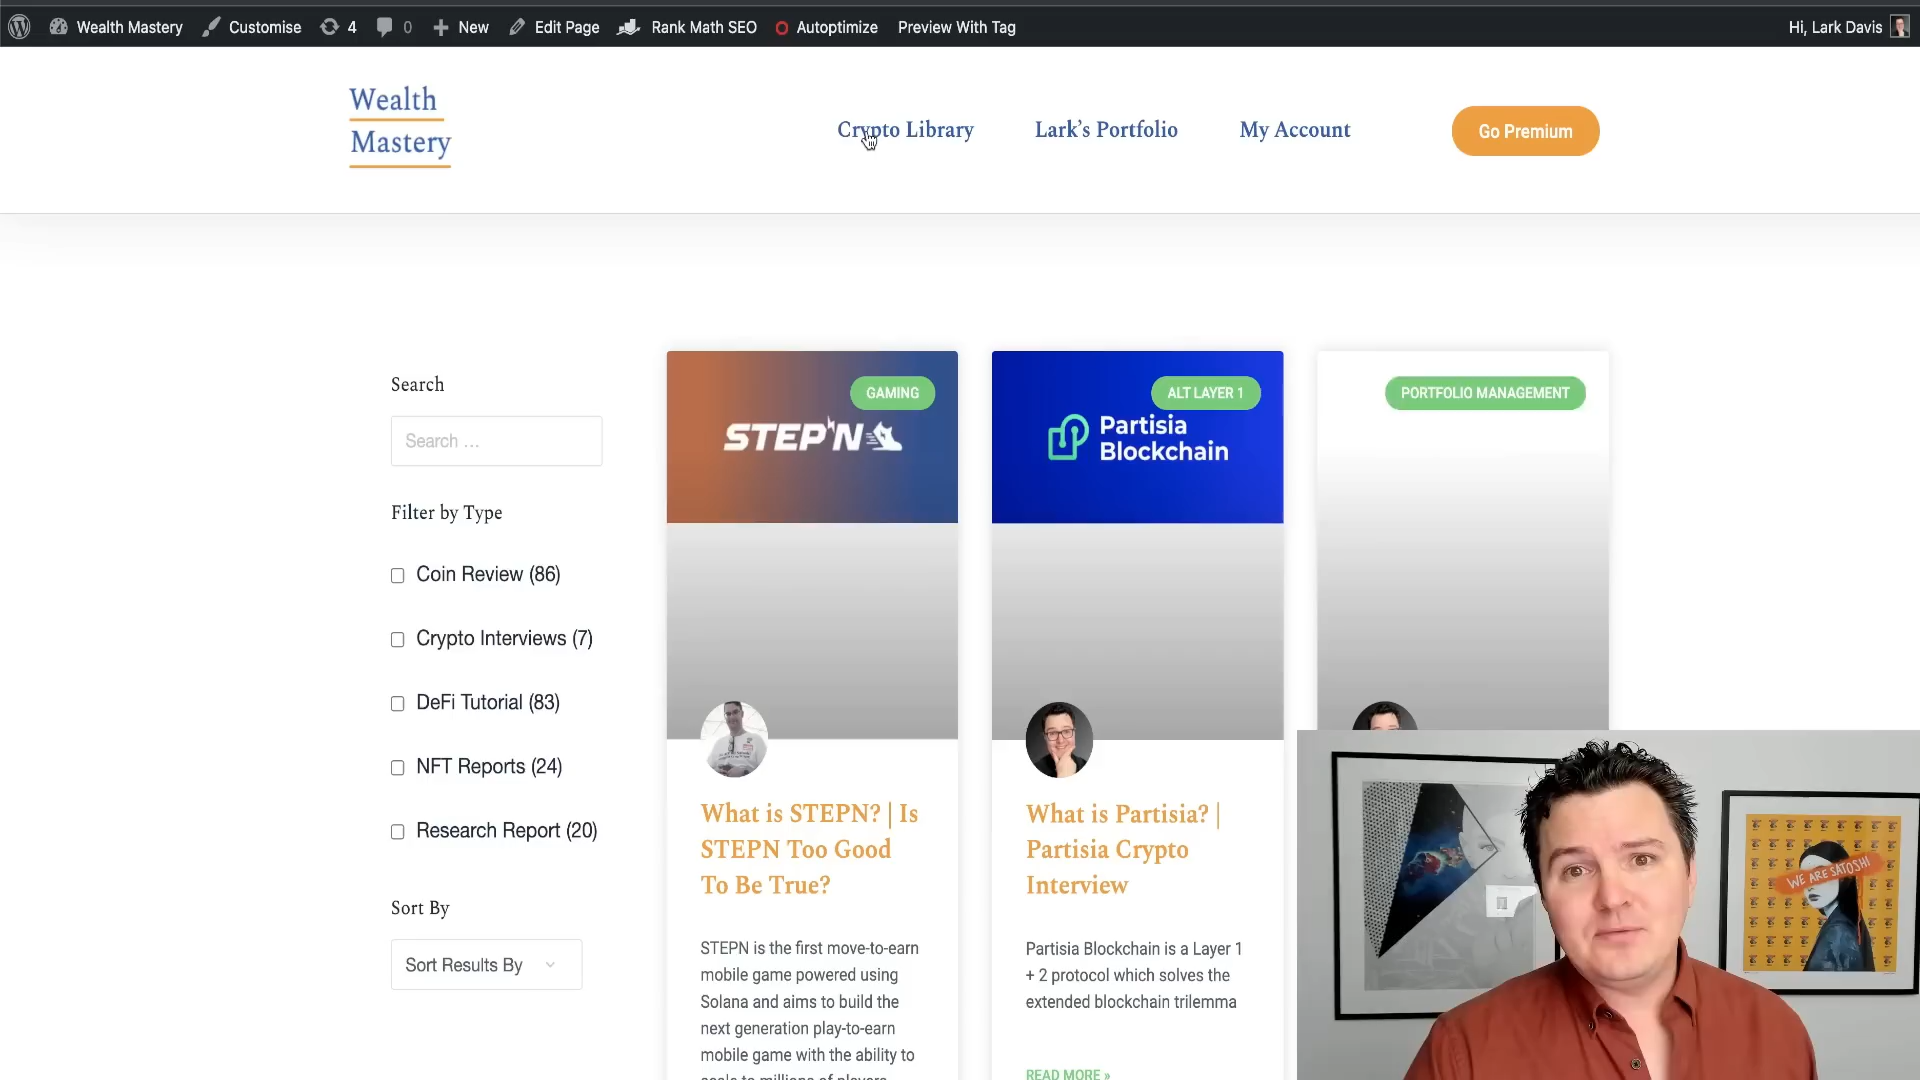 Wealth Mastery
Customise
4
0
New
Edit Page
Rank Math SEO
Autoptimize
Preview With Tag
Hi, Lark Davis
Wealth
Mastery
Crypto Library
Lark's Portfolio
My Account
Go Premium
Search
Search ...
Filter by Type
Coin Review (86)
Crypto Interviews (7)
DeFi Tutorial (83)
NFT Reports (24)
Research Report (20)
Sort By
Sort Results By
GAMING
STEP'N
What is STEPN? | Is
STEPN Too Good
To Be True?
STEPN is the first move-to-earn
mobile game powered using
Solana and aims to build the
next generation play-to-earn
mobile game with the ability to
scale to millions of players
ALT LAYER 1
Partisia
Blockchain
What is Partisia? |
Partisia Crypto
Interview
Partisia Blockchain is a Layer 1
+ 2 protocol which solves the
extended blockchain trilemma
READ MORE »
PORTFOLIO MANAGEMENT
WE ARE SATOSHI